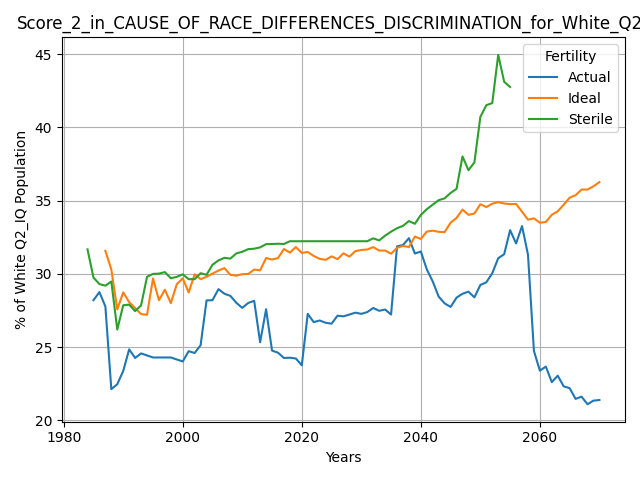 Score_2_in_CAUSE_OF_RACE_DIFFERENCES_DISCRIMINATION_for_White_Q2
Fertility
Actual
Ideal
Sterile
% of White Q2_IQ Population
45
40
35
30
25
20
1980
2000
2020
2040
2060
Years